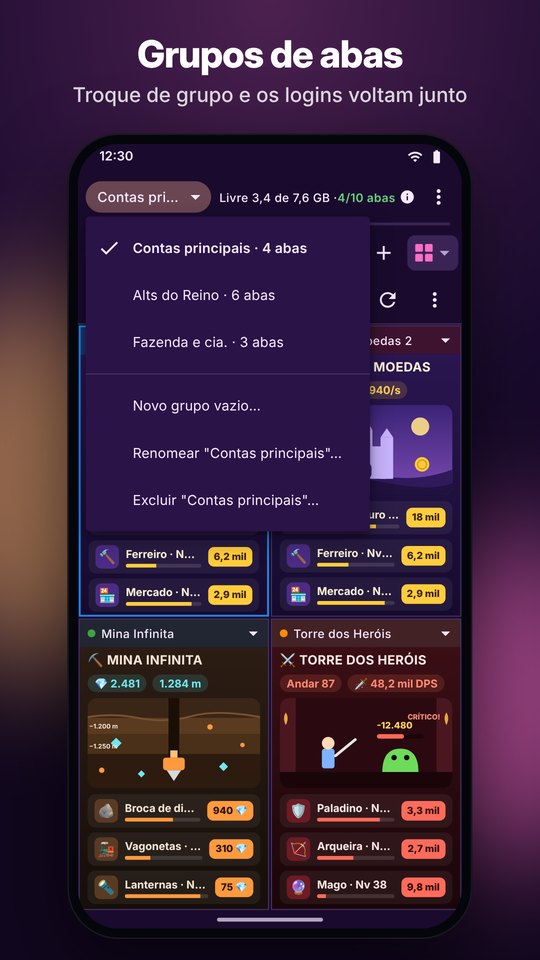 Grupos de abas
Troque de grupo e os logins voltam junto
12:30
Contas pri...
Livre 3,4 de 7,6 GB ·4/10 abas
Contas principais · 4 abas
Alts do Reino · 6 abas
Fazenda e cia. · 3 abas
Novo grupo vazio...
Renomear "Contas principais"...
Excluir "Contas principais"...
2
MOEDAS
940/s
18 mil
Ferreiro · N...
6,2 mil
Mercado · N...
2,9 mil
Ferreiro · Nv...
6,2 mil
Mercado · N...
2,9 mil
Mina Infinita
MINA INFINITA
2.481
1.284 m
−1.200 m
−1.250 m
Broca de di...
940
Vagonetas · ...
310
Lanternas · N...
75
Torre dos Heróis
TORRE DOS HERÓIS
Andar 87
48,2 mil DPS
CRÍTICO!
-12.480
Paladino · N...
3,3 mil
Arqueira · N...
2,7 mil
Mago · Nv 38
9,8 mil